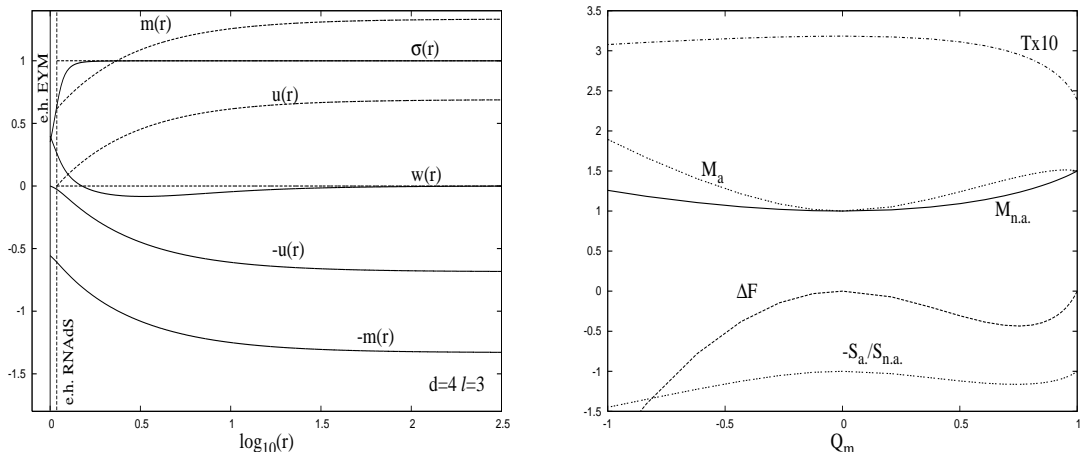 m(r)
σ(r)
u(r)
w(r)
-u(r)
-m(r)
e.h. EYM
e.h. RNAdS
d=4 l=3
1
0.5
0
-0.5
-1
-1.5
0 0.5 1.0 1.5 2.0 2.5
log10(r)
Tx10
Ma
Mn.a.
ΔF
-Sa./Sn.a.
3.5
3
2.5
2
1.5
1
0.5
0
-0.5
-1
-1.5
-1 -0.5 0 0.5 1
Qm